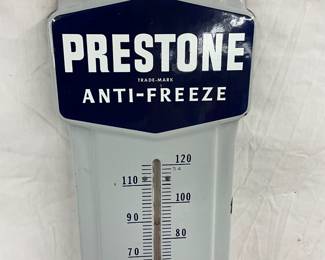 PRESTONE
TRADE-MARK
ANTI-FREEZE
120
110
100
90
80
70